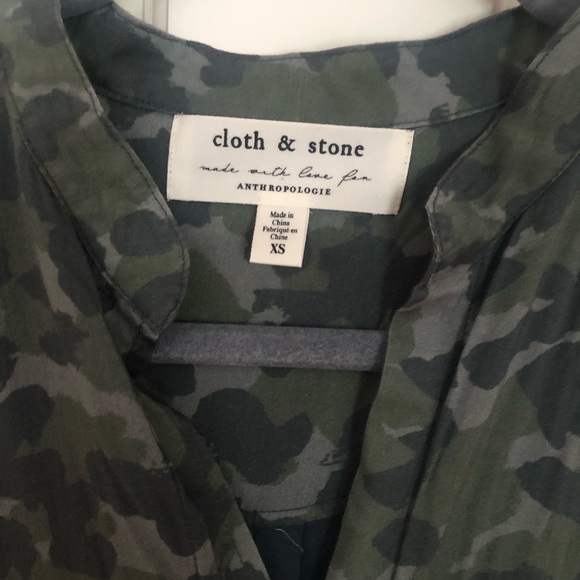 cloth & stone
made with love for
ANTHROPOLOGIE
Made in
China
Fabriqué en
Chine
XS